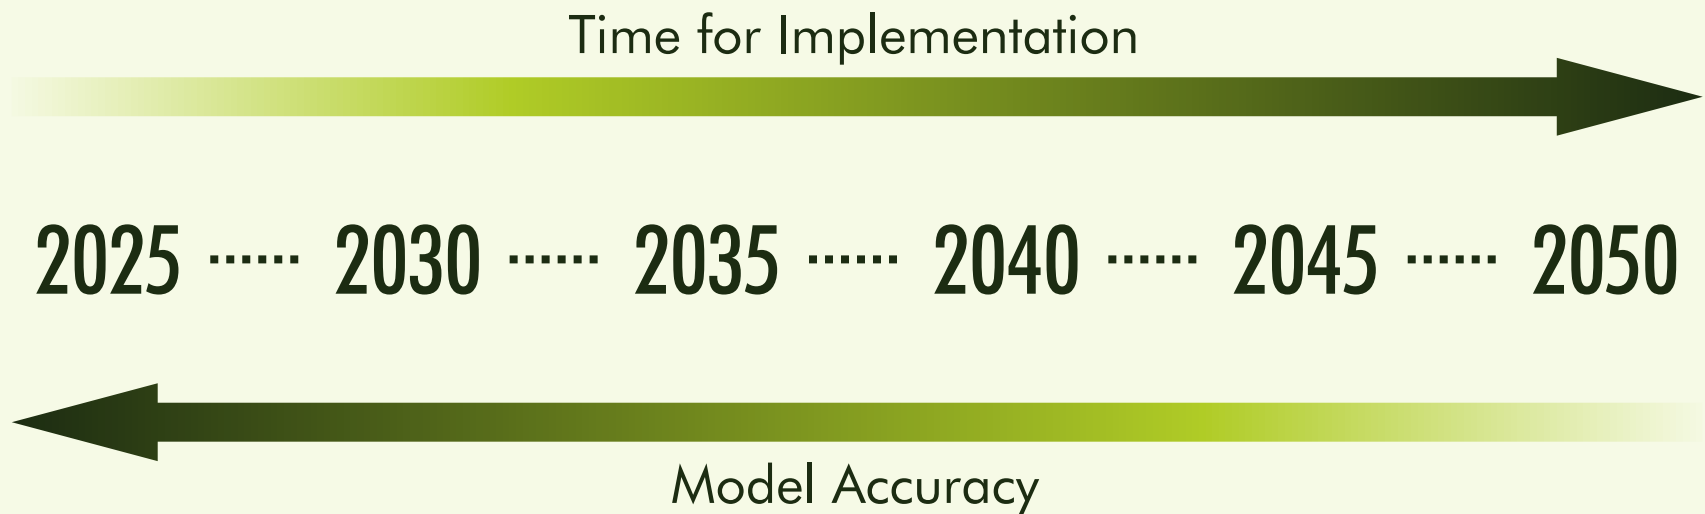 Time for Implementation
2025 ...... 2030 ...... 2035 ...... 2040 ...... 2045 ...... 2050
Model Accuracy